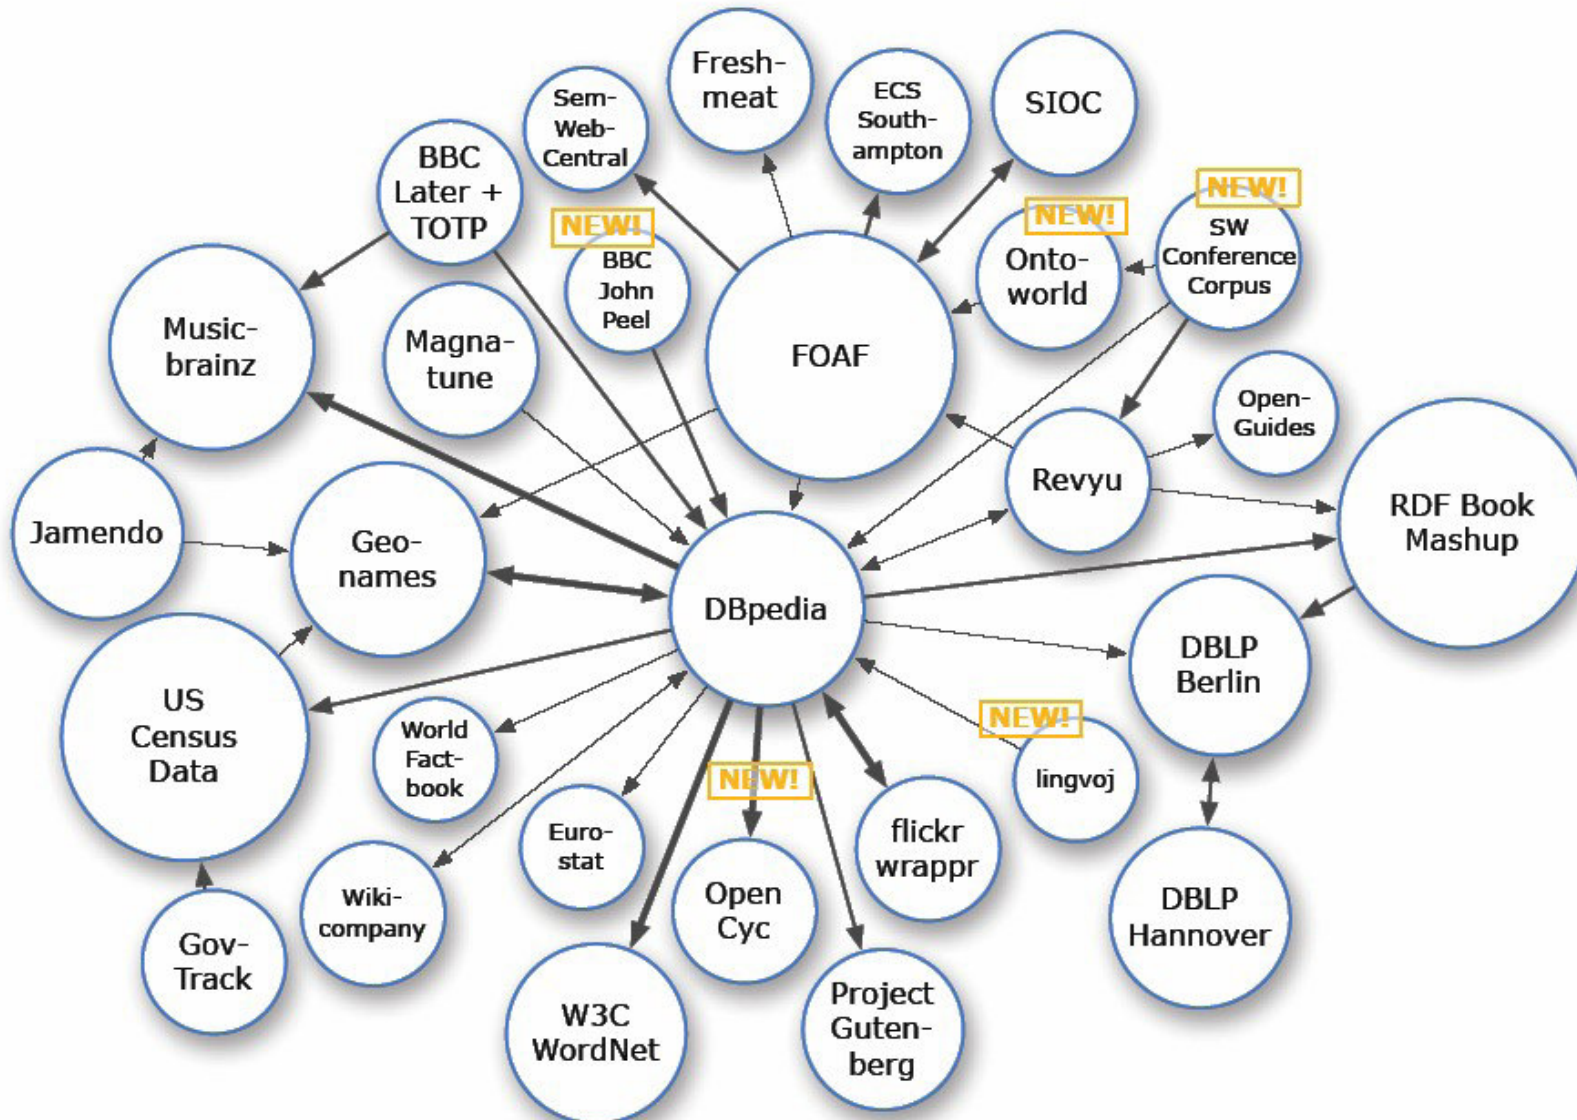 Fresh-
meat
Sem-
Web-
Central
ECS
South-
ampton
SIOC
BBC
Later +
TOTP
NEW!
BBC
John
Peel
NEW!
Onto-
world
NEW!
SW
Conference
Corpus
Music-
brainz
Magna-
tune
FOAF
Open-
Guides
Revyu
RDF Book
Mashup
Jamendo
Geo-
names
DBpedia
DBLP
Berlin
US
Census
Data
World
Fact-
book
NEW!
lingvoj
NEW!
Euro-
stat
flickr
wrappr
Wiki-
company
Open
Cyc
DBLP
Hannover
Gov-
Track
W3C
WordNet
Project
Guten-
berg